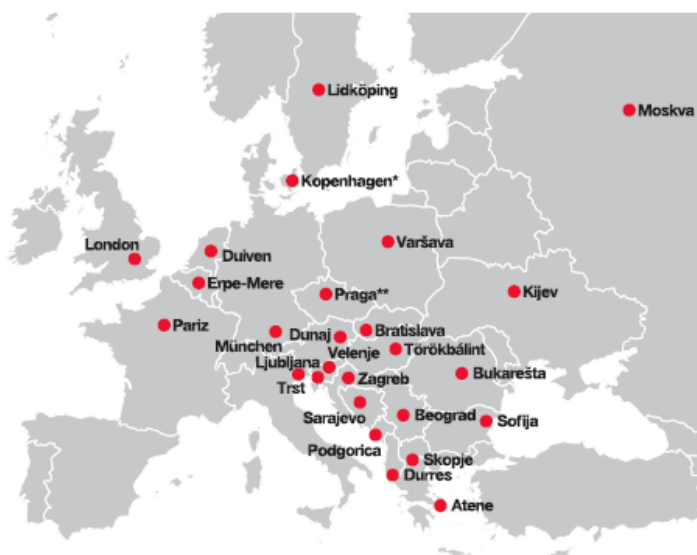 Lidköping
Moskva
Kopenhagen*
London
Duiven
Varšava
Erpe-Mere
Praga**
Kijev
Pariz
München
Dunaj
Bratislava
Velenje
Törökbálint
Ljubljana
Trst
Zagreb
Bukarešta
Sarajevo
Beograd
Sofija
Podgorica
Skopje
Durres
Atene